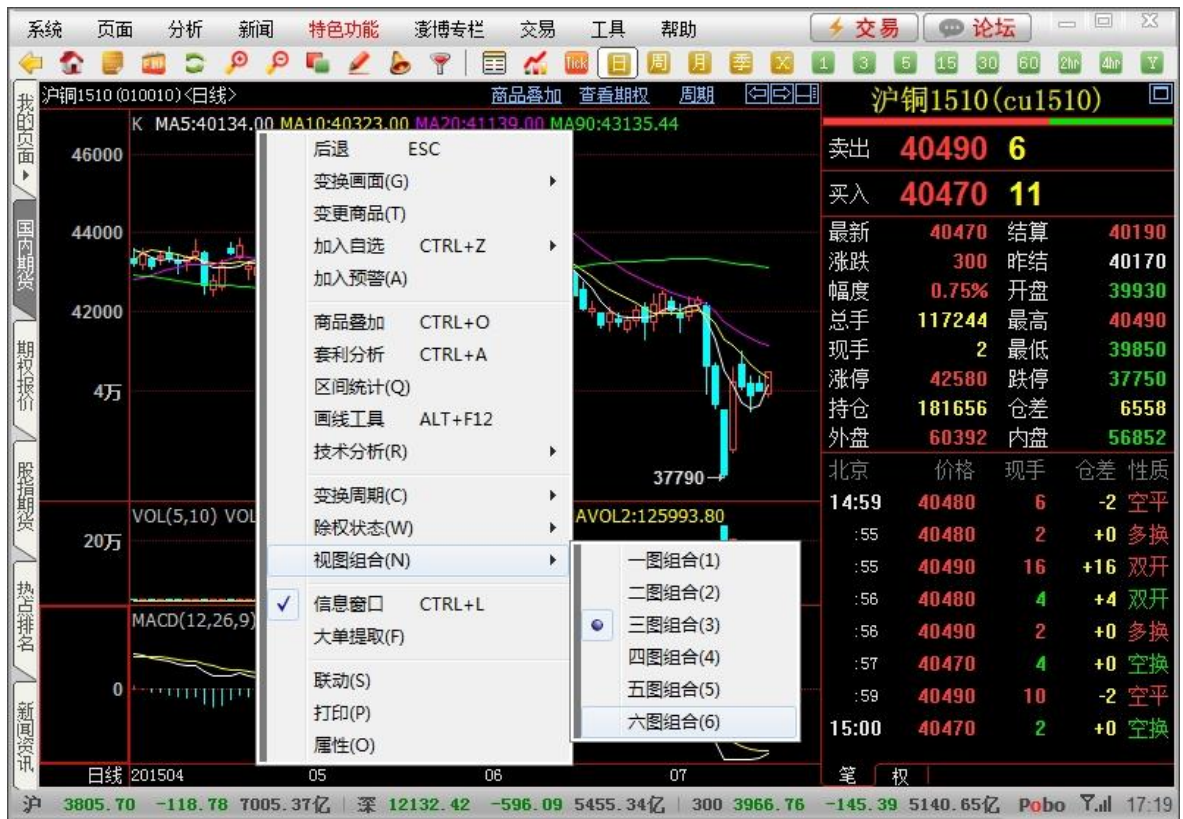 系统 页面 分析 新闻 特色功能 澎博专栏 交易 工具 帮助 交易 论坛
Tick 日 周 月 季 X 1 3 5 15 30 60 2hr 4hr Y
我的页面
国内期货
期权报价
股指期货
热点排名
新闻资讯
沪铜1510 (010010)<日线> 商品叠加 查看期权 周期
K MA5:40134.00 MA10:40323.00 MA20:41139.00 MA90:43135.44
46000
44000
42000
4万
37790
VOL(5,10) VOL AVOL2:125993.80
20万
MACD(12,26,9)
0
日线 201504 05 06 07
后退 ESC
变换画面(G)
变更商品(T)
加入自选 CTRL+Z
加入预警(A)
商品叠加 CTRL+O
套利分析 CTRL+A
区间统计(Q)
画线工具 ALT+F12
技术分析(R)
变换周期(C)
除权状态(W)
视图组合(N)
信息窗口 CTRL+L
大单提取(F)
联动(S)
打印(P)
属性(O)
一图组合(1)
二图组合(2)
三图组合(3)
四图组合(4)
五图组合(5)
六图组合(6)
沪铜1510(cu1510)
卖出 40490 6
买入 40470 11
最新 40470 结算 40190
涨跌 300 昨结 40170
幅度 0.75% 开盘 39930
总手 117244 最高 40490
现手 2 最低 39850
涨停 42580 跌停 37750
持仓 181656 仓差 6558
外盘 60392 内盘 56852
北京 价格 现手 仓差 性质
14:59 40480 6 -2 空平
:55 40480 2 +0 多换
:55 40490 16 +16 双开
:56 40480 4 +4 双开
:56 40490 2 +0 多换
:57 40470 4 +0 空换
:59 40490 10 -2 空平
15:00 40470 2 +0 空换
笔 权
沪 3805.70 -118.78 7005.37亿 深 12132.42 -596.09 5455.34亿 300 3966.76 -145.39 5140.65亿 Pobo 17:19